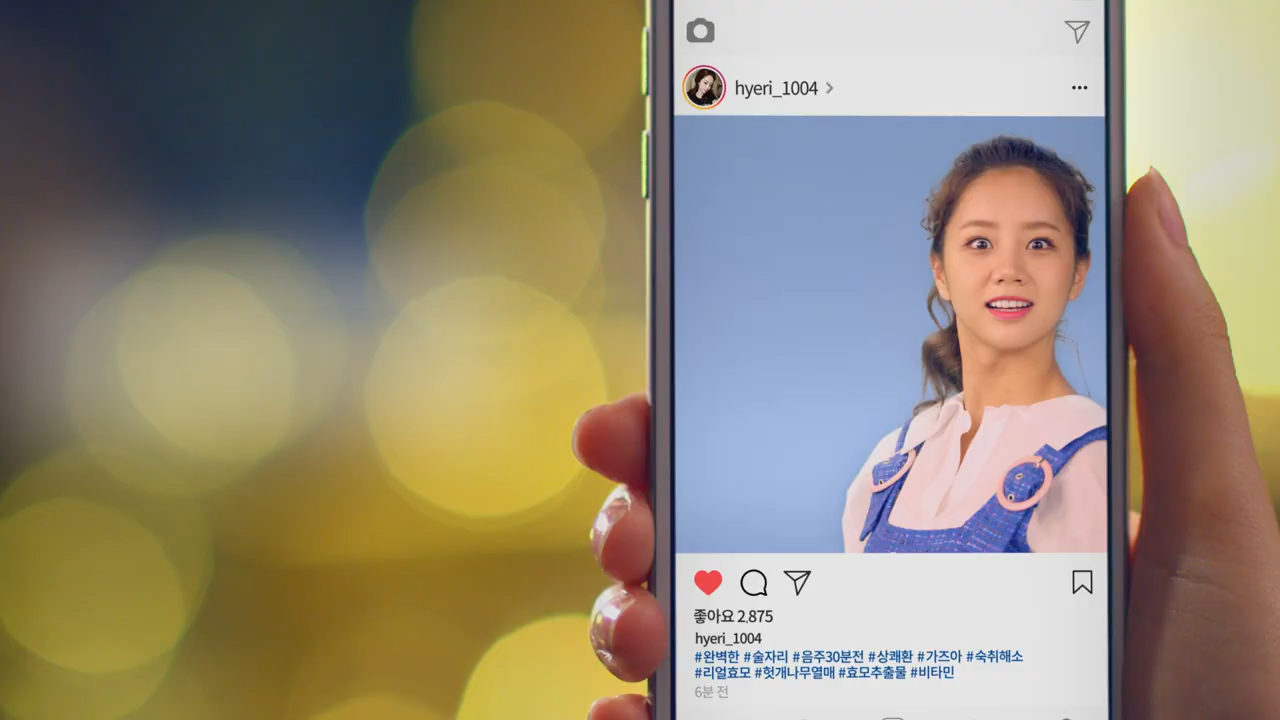 hyeri_1004
좋아요 2,875
hyeri_1004
#완벽한 #술자리 #음주30분전 #상쾌환 #가즈아 #숙취해소
#리얼효모 #헛개나무열매 #효모추출물 #비타민
6분 전